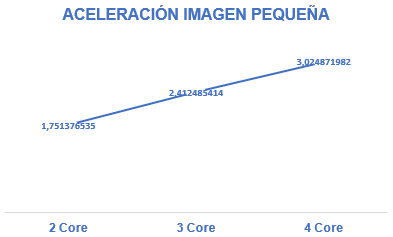 ACELERACIÓN IMAGEN PEQUEÑA
3,024871982
2,412485414
1,751376535
2 Core 3 Core 4 Core